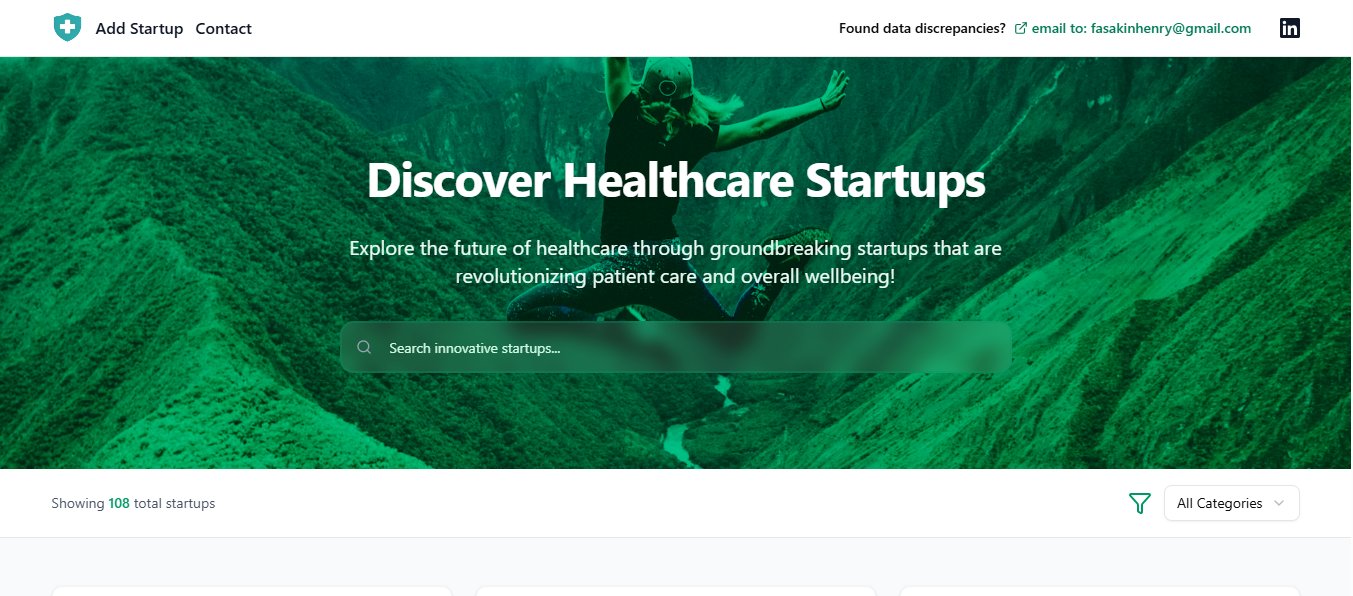 Add Startup
Contact
Found data discrepancies?
email to: fasakinhenry@gmail.com
in
Discover Healthcare Startups
Explore the future of healthcare through groundbreaking startups that are
revolutionizing patient care and overall wellbeing!
Search innovative startups...
Showing 108 total startups
All Categories